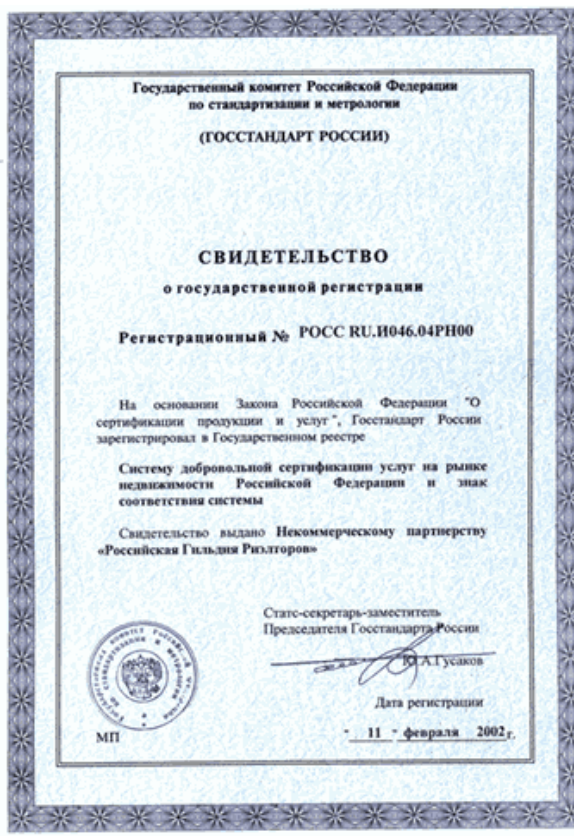 Государственный комитет Российской Федерации
по стандартизации и метрологии
(ГОССТАНДАРТ РОССИИ)
СВИДЕТЕЛЬСТВО
о государственной регистрации
Регистрационный № РОСС RU.И046.04РН00
На основании Закона Российской Федерации "О
сертификации продукции и услуг", Госстандарт России
зарегистрировал в Государственном реестре
Систему добровольной сертификации услуг на рынке
недвижимости Российской Федерации и знак
соответствия системы
Свидетельство выдано Некоммерческому партнерству
«Российская Гильдия Риэлторов»
Статс-секретарь-заместитель
Председателя Госстандарта России
Ю.А.Гусаков
Дата регистрации
МП
" 11 " февраля 2002г.